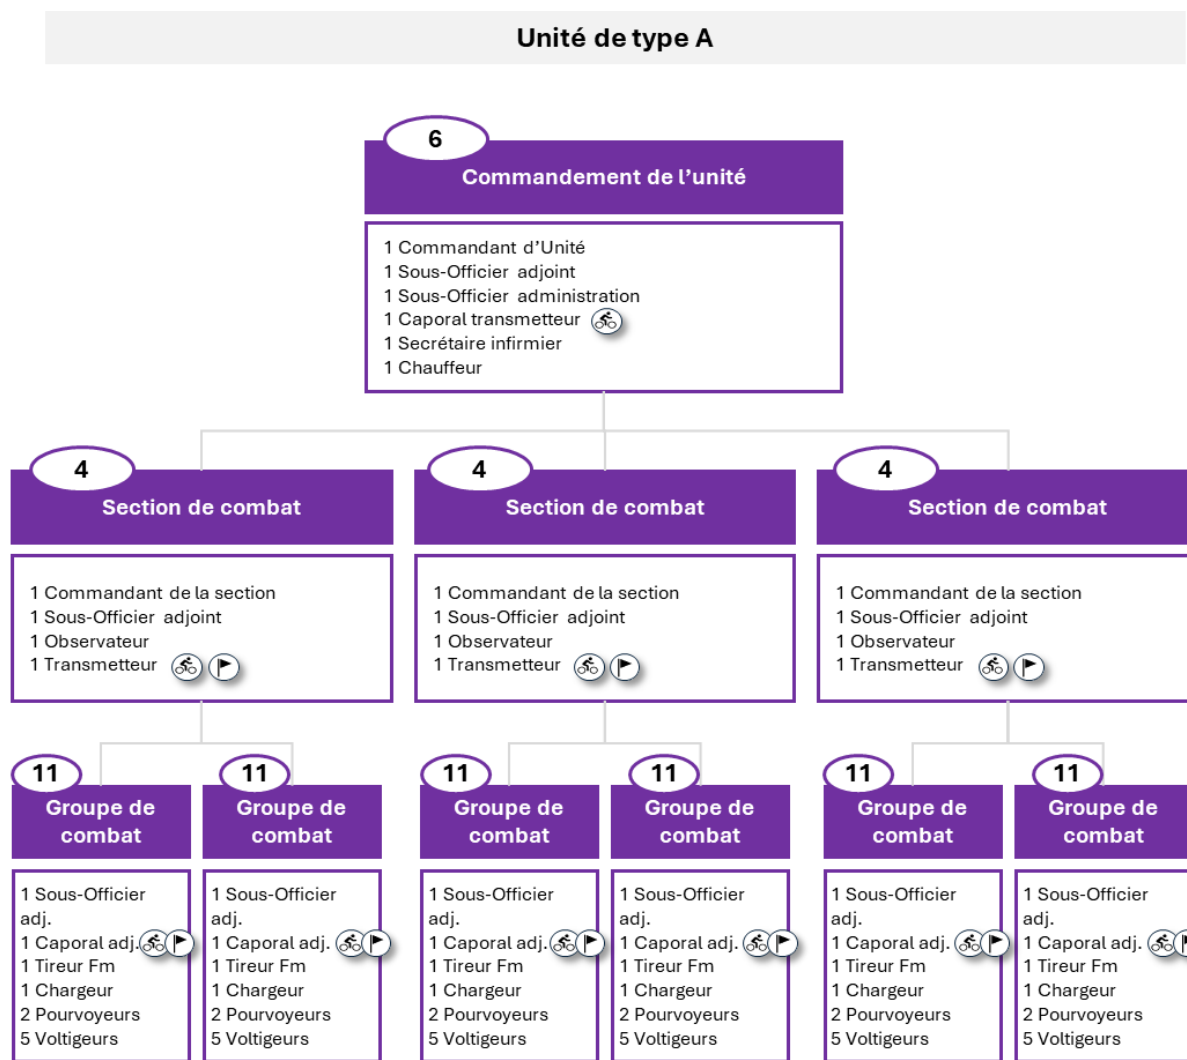 Unité de type A
6
Commandement de l’unité
1 Commandant d’Unité
1 Sous-Officier adjoint
1 Sous-Officier administration
1 Caporal transmetteur
1 Secrétaire infirmier
1 Chauffeur
4
Section de combat
1 Commandant de la section
1 Sous-Officier adjoint
1 Observateur
1 Transmetteur
4
Section de combat
1 Commandant de la section
1 Sous-Officier adjoint
1 Observateur
1 Transmetteur
4
Section de combat
1 Commandant de la section
1 Sous-Officier adjoint
1 Observateur
1 Transmetteur
11
Groupe de
combat
1 Sous-Officier
adj.
1 Caporal adj.
1 Tireur Fm
1 Chargeur
2 Pourvoyeurs
5 Voltigeurs
11
Groupe de
combat
1 Sous-Officier
adj.
1 Caporal adj.
1 Tireur Fm
1 Chargeur
2 Pourvoyeurs
5 Voltigeurs
11
Groupe de
combat
1 Sous-Officier
adj.
1 Caporal adj.
1 Tireur Fm
1 Chargeur
2 Pourvoyeurs
5 Voltigeurs
11
Groupe de
combat
1 Sous-Officier
adj.
1 Caporal adj.
1 Tireur Fm
1 Chargeur
2 Pourvoyeurs
5 Voltigeurs
11
Groupe de
combat
1 Sous-Officier
adj.
1 Caporal adj.
1 Tireur Fm
1 Chargeur
2 Pourvoyeurs
5 Voltigeurs
11
Groupe de
combat
1 Sous-Officier
adj.
1 Caporal adj.
1 Tireur Fm
1 Chargeur
2 Pourvoyeurs
5 Voltigeurs